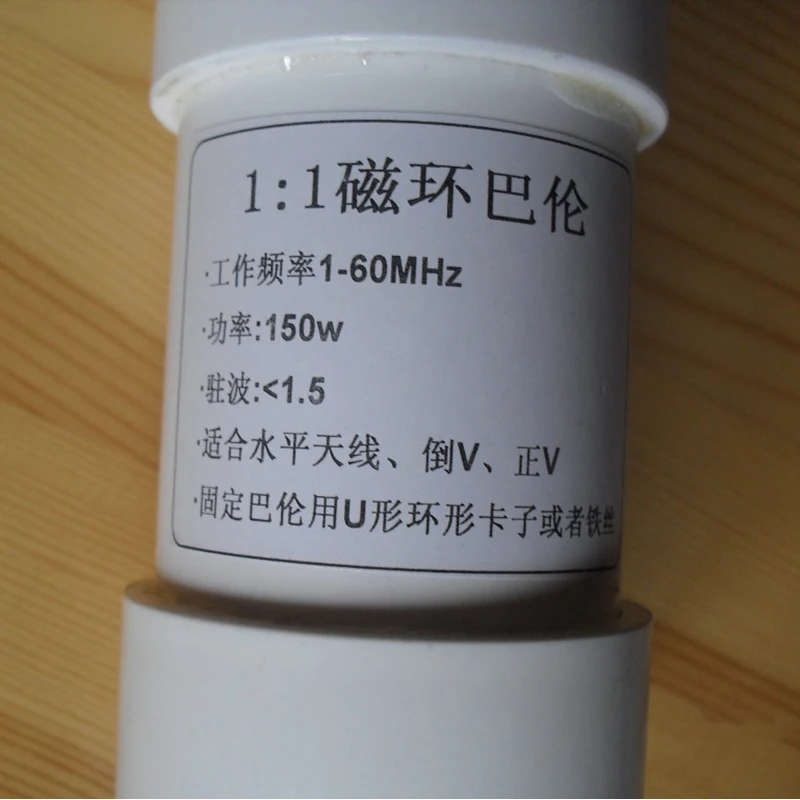 1:1磁环巴伦
·工作频率1-60MHz
·功率:150w
·驻波:<1.5
·适合水平天线、倒V、正V
·固定巴伦用U形环形卡子或者铁丝